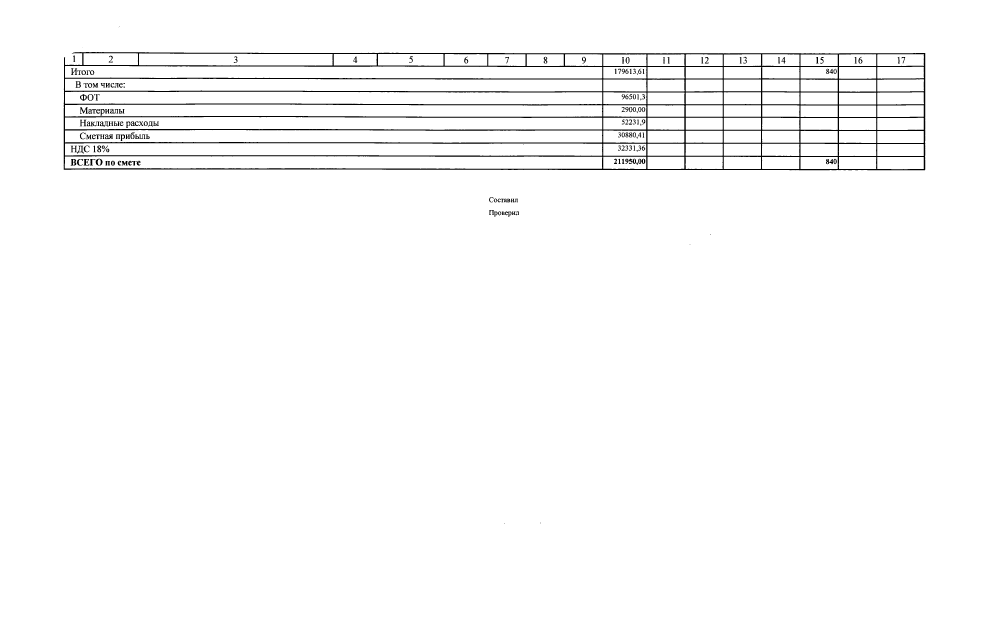 1 2 3 4 5 6 7 8 9 10 11 12 13 14 15 16 17
Итого 179613,61 840
В том числе:
ФОТ 96501,3
Материалы 2900,00
Накладные расходы 52231,9
Сметная прибыль 30880,41
НДС 18% 32331,36
ВСЕГО по смете 211950,00 840
Составил
Проверил